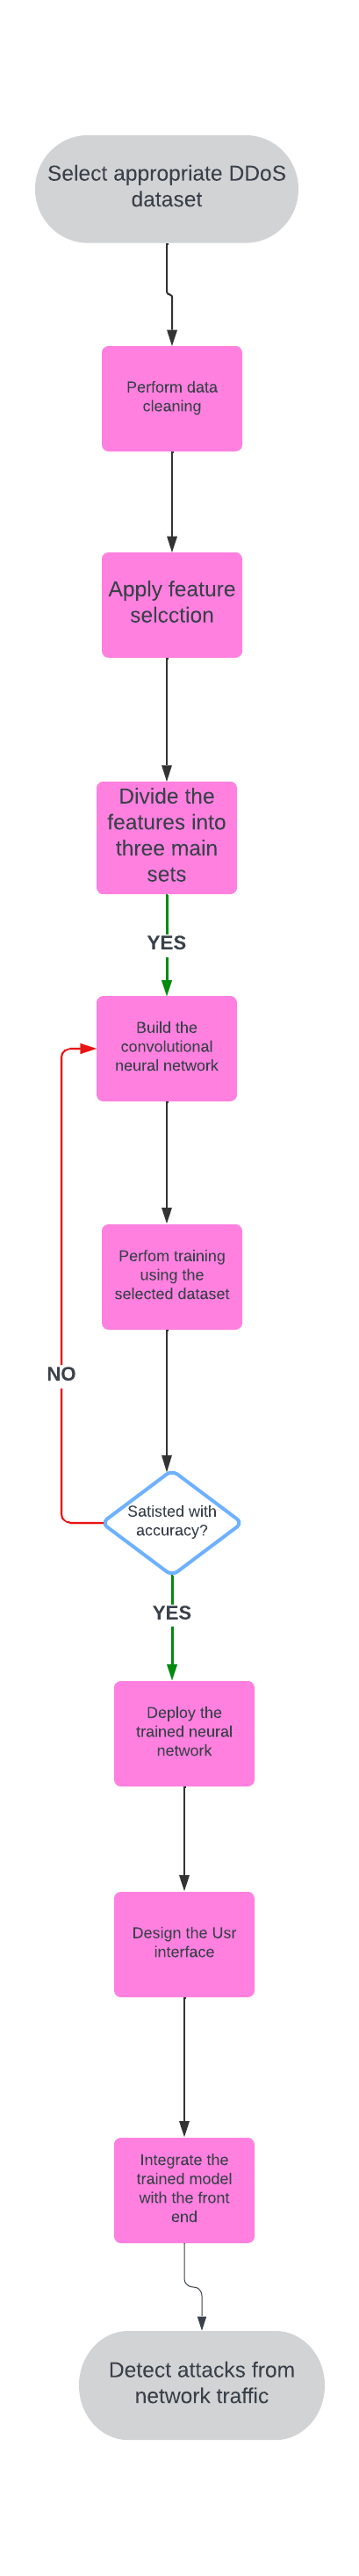 Select appropriate DDoS
dataset
Perform data
cleaning
Apply feature
selcction
Divide the
features into
three main
sets
YES
Build the
convolutional
neural network
Perfom training
using the
selected dataset
NO
Satisted with
accuracy?
YES
Deploy the
trained neural
network
Design the Usr
interface
Integrate the
trained model
with the front
end
Detect attacks from
network traffic